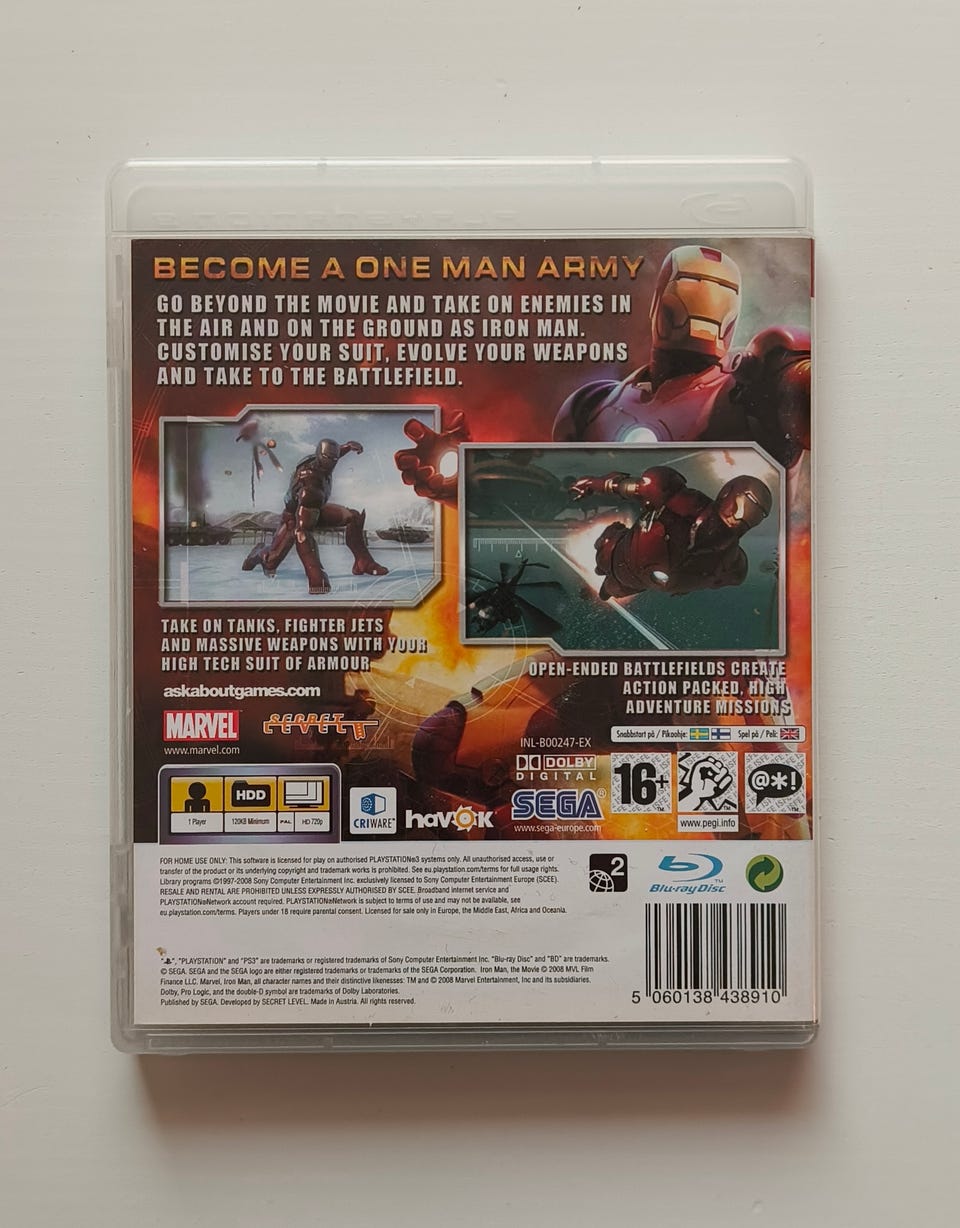 BECOME A ONE MAN ARMY
GO BEYOND THE MOVIE AND TAKE ON ENEMIES IN
THE AIR AND ON THE GROUND AS IRON MAN.
CUSTOMISE YOUR SUIT, EVOLVE YOUR WEAPONS
AND TAKE TO THE BATTLEFIELD.
TAKE ON TANKS, FIGHTER JETS
AND MASSIVE WEAPONS WITH YOUR
HIGH TECH SUIT OF ARMOUR
OPEN-ENDED BATTLEFIELDS CREATE
ACTION PACKED, HIGH
ADVENTURE MISSIONS
askaboutgames.com
MARVEL
www.marvel.com
SECRET LEVEL
INL-B00247-EX
Snabbstart på / Pikaohje: Spel på / Peli:
DOLBY
DIGITAL
16+
@*!
www.pegi.info
HDD
1 Player
120KB Minimum
PAL
HD 720p
CRIWARE™
havok
SEGA®
www.sega-europe.com
FOR HOME USE ONLY: This software is licensed for play on authorised PLAYSTATION®3 systems only. All unauthorised access, use or
transfer of the product or its underlying copyright and trademark works is prohibited. See eu.playstation.com/terms for full usage rights.
Library programs ©1997-2008 Sony Computer Entertainment Inc. exclusively licensed to Sony Computer Entertainment Europe (SCEE).
RESALE AND RENTAL ARE PROHIBITED UNLESS EXPRESSLY AUTHORISED BY SCEE. Broadband internet service and
PLAYSTATION®Network account required. PLAYSTATION®Network is subject to terms of use and may not be available, see
eu.playstation.com/terms. Players under 18 require parental consent. Licensed for sale only in Europe, the Middle East, Africa and Oceania.
2
Blu-ray Disc™
", "PLAYSTATION" and "PS3" are trademarks or registered trademarks of Sony Computer Entertainment Inc. "Blu-ray Disc" and "BD" are trademarks.
© SEGA. SEGA and the SEGA logo are either registered trademarks or trademarks of the SEGA Corporation. Iron Man, the Movie © 2008 MVL Film
Finance LLC. Marvel, Iron Man, all character names and their distinctive likenesses: TM and © 2008 Marvel Entertainment, Inc and its subsidiaries.
Dolby, Pro Logic, and the double-D symbol are trademarks of Dolby Laboratories.
Published by SEGA. Developed by SECRET LEVEL. Made in Austria. All rights reserved.
5 060138 438910